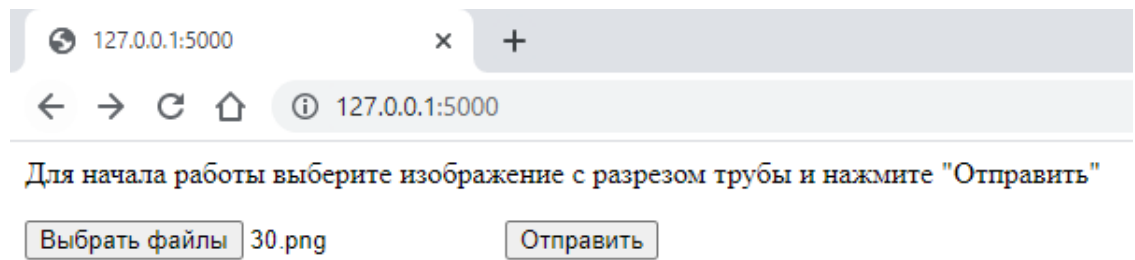 127.0.0.1:5000
127.0.0.1:5000
Для начала работы выберите изображение с разрезом трубы и нажмите "Отправить"
Выбрать файлы 30.png Отправить